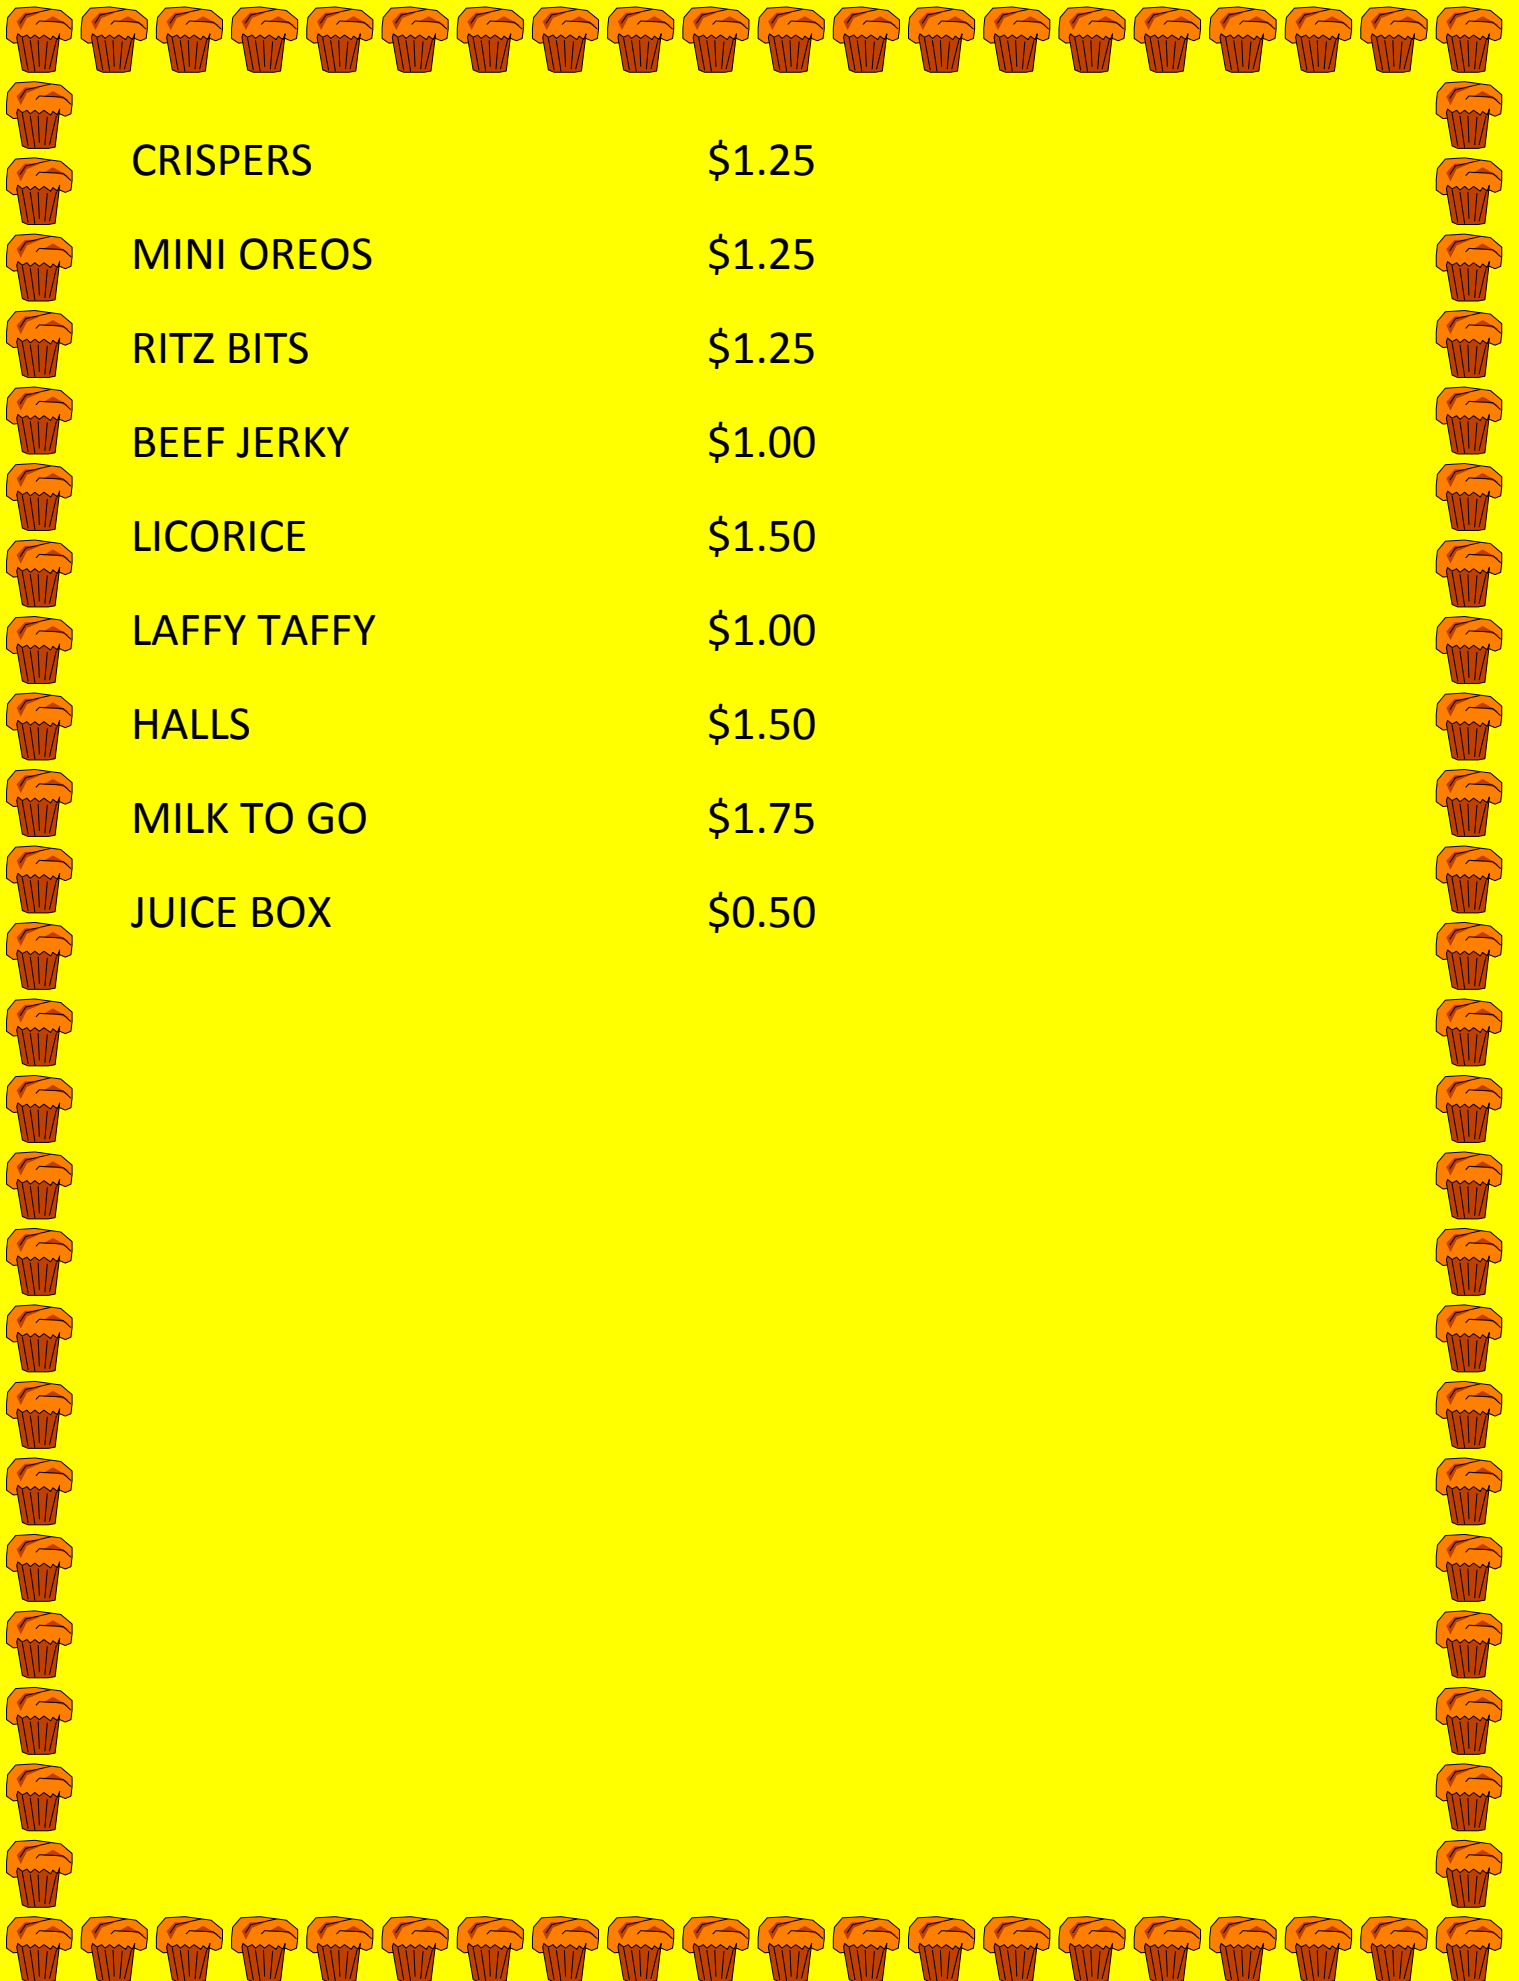 CRISPERS $1.25
MINI OREOS $1.25
RITZ BITS $1.25
BEEF JERKY $1.00
LICORICE $1.50
LAFFY TAFFY $1.00
HALLS $1.50
MILK TO GO $1.75
JUICE BOX $0.50